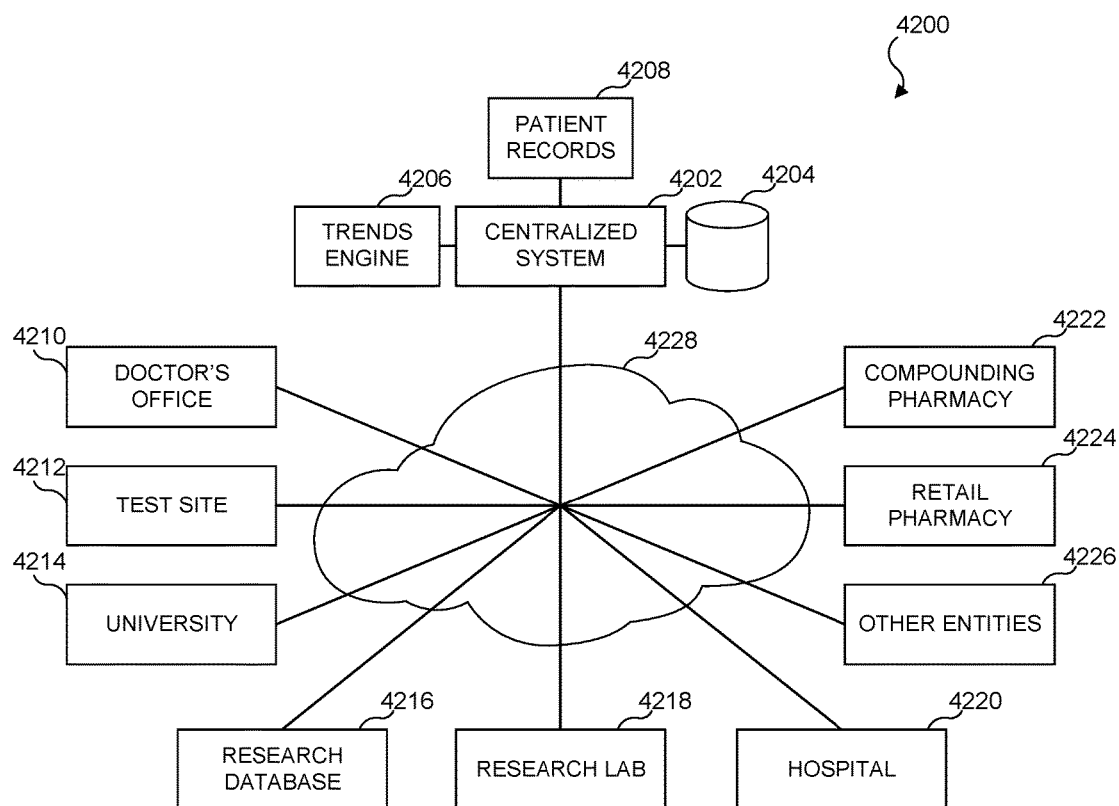 4200
4208
PATIENT
RECORDS
4206
4202
4204
TRENDS
ENGINE
CENTRALIZED
SYSTEM
4210
4228
4222
DOCTOR'S
OFFICE
COMPOUNDING
PHARMACY
4212
4224
TEST SITE
RETAIL
PHARMACY
4214
4226
UNIVERSITY
OTHER ENTITIES
4216
4218
4220
RESEARCH
DATABASE
RESEARCH LAB
HOSPITAL